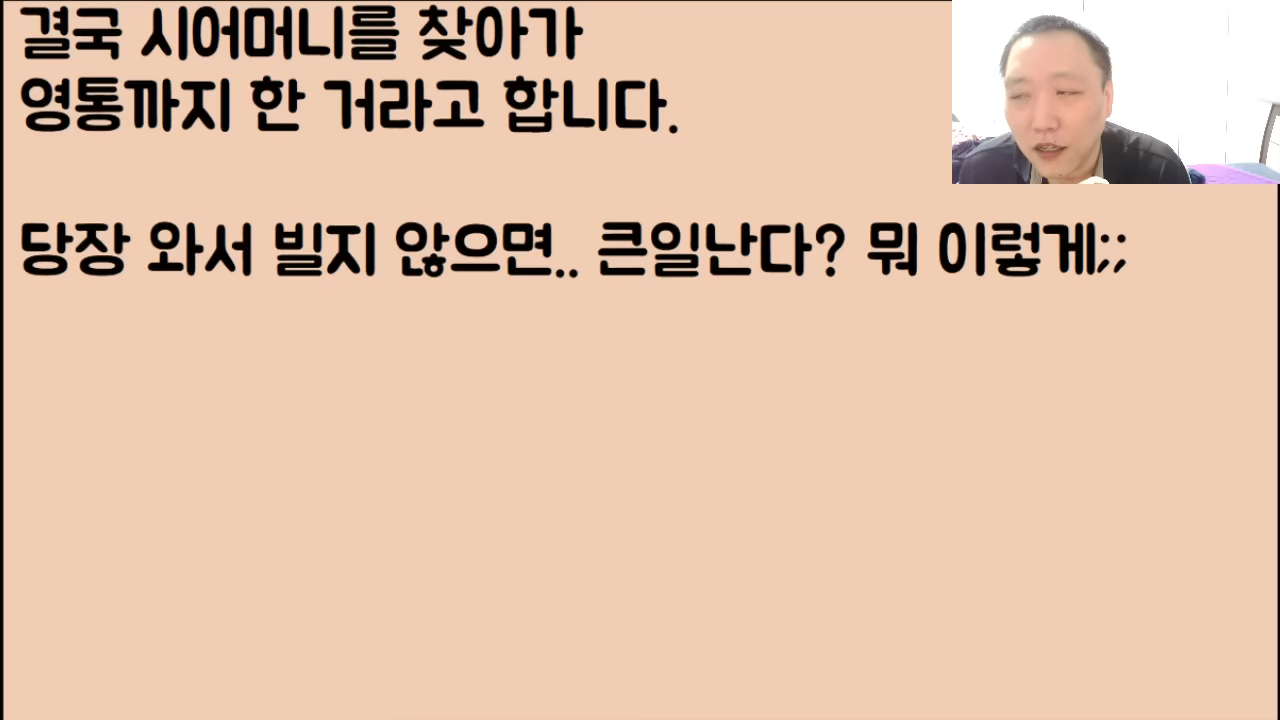 결국 시어머니를 찾아가
영통까지 한 거라고 합니다.
당장 와서 빌지 않으면.. 큰일난다? 뭐 이렇게;;